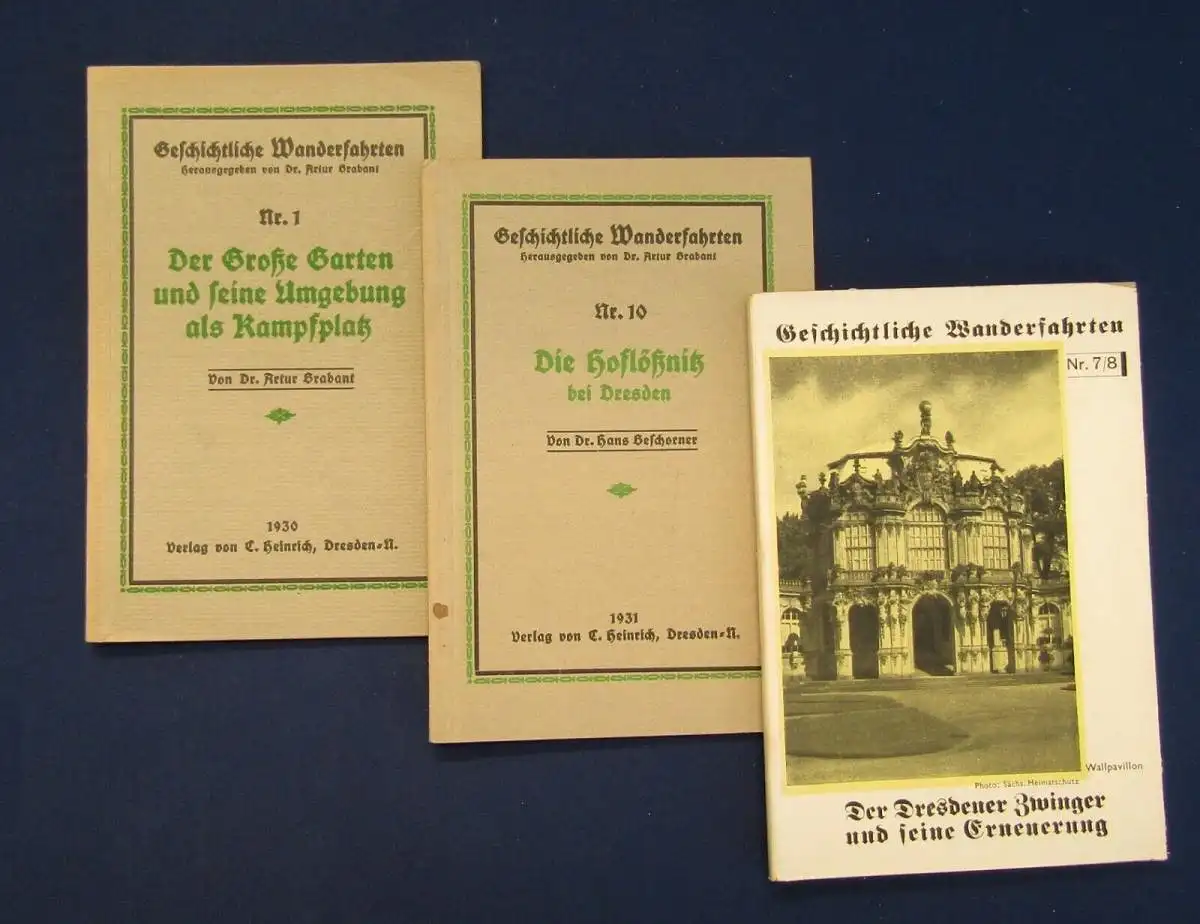 Geschichtliche Wanderfahrten
Herausgegeben von Dr. Artur Brabant
Nr. 1
Der Große Garten
und seine Umgebung
als Kampfplatz
Von Dr. Artur Brabant
1930
Verlag von C. Heinrich, Dresden-N.
Geschichtliche Wanderfahrten
Herausgegeben von Dr. Artur Brabant
Nr. 10
Die Hoflößnitz
bei Dresden
Von Dr. Hans Beschorner
1931
Verlag von C. Heinrich, Dresden-N.
Geschichtliche Wanderfahrten
Nr. 7/8
Wallpavillon
Photo: Sächs. Heimatschutz
Der Dresdener Zwinger
und seine Erneuerung